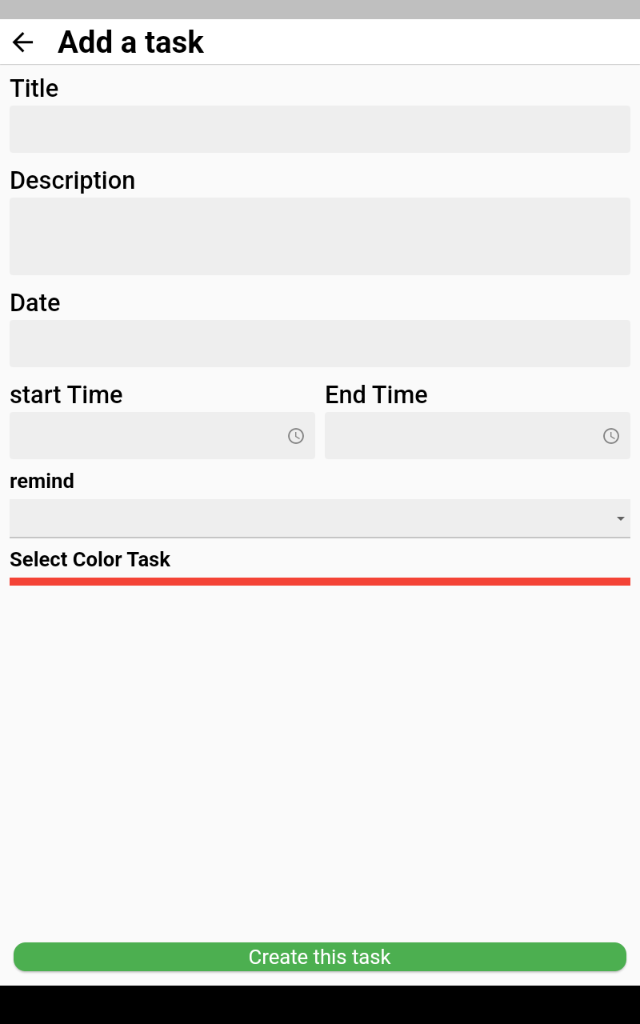 Add a task
Title
Description
Date
start Time End Time
remind
Select Color Task
Create this task